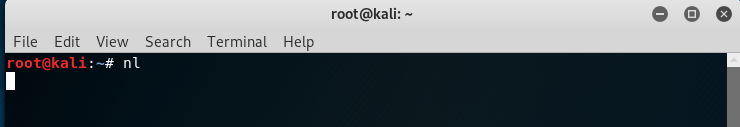 root@kali: ~
File Edit View Search Terminal Help
root@kali:~# nl